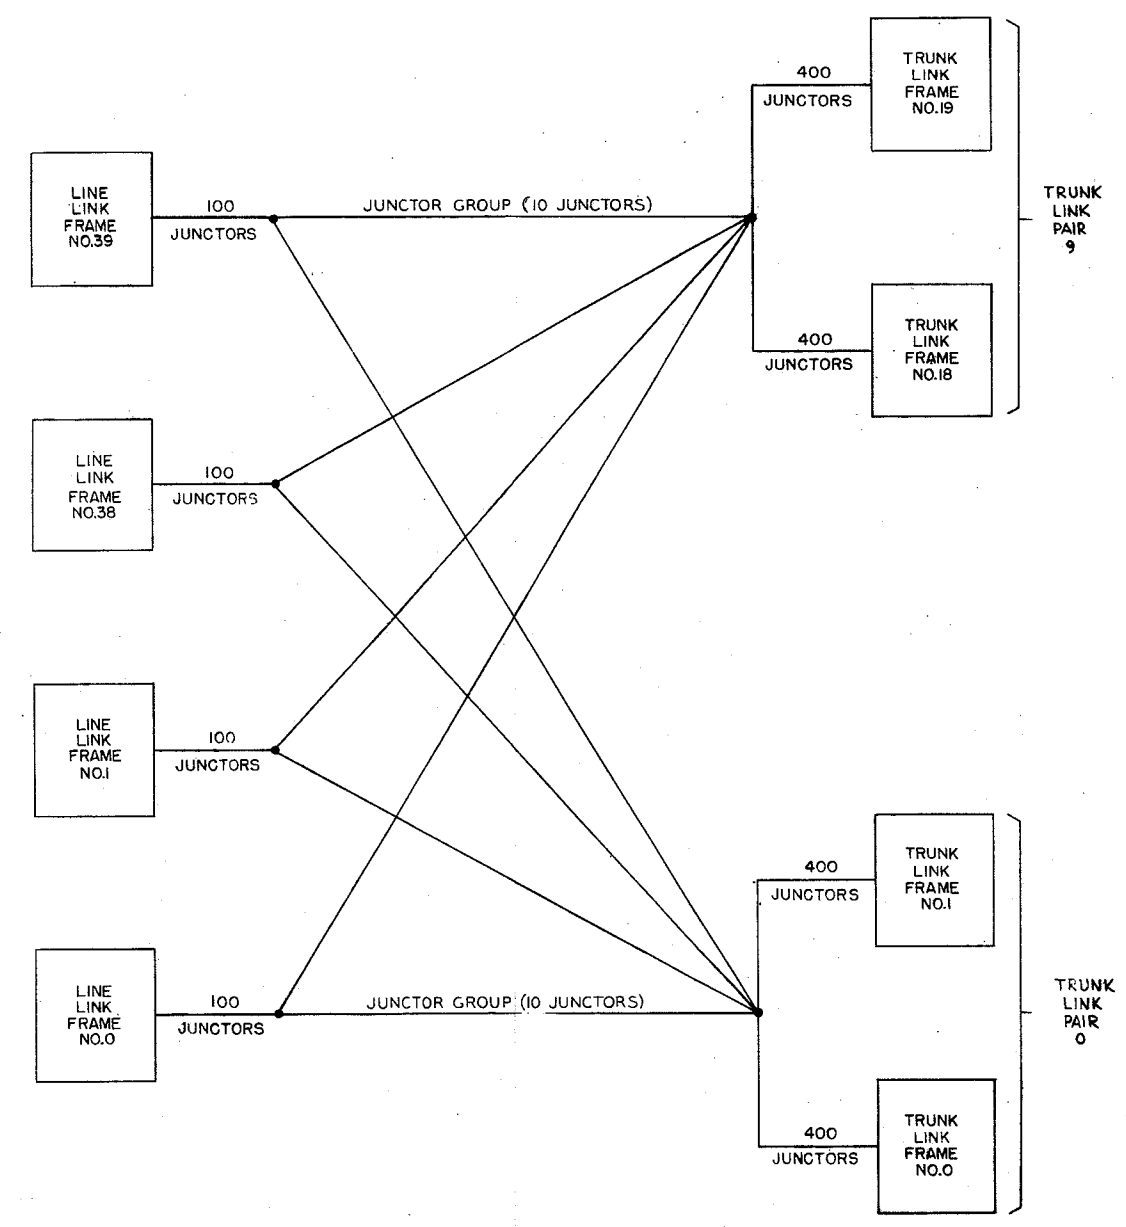 TRUNK
LINK
FRAME
NO.19
400
JUNCTORS
TRUNK
LINK
PAIR
9
LINE
LINK
FRAME
NO.39
100
JUNCTORS
JUNCTOR GROUP (10 JUNCTORS)
TRUNK
LINK
FRAME
NO.18
400
JUNCTORS
LINE
LINK
FRAME
NO.38
100
JUNCTORS
LINE
LINK
FRAME
NO.1
100
JUNCTORS
TRUNK
LINK
FRAME
NO.1
400
JUNCTORS
LINE
LINK
FRAME
NO.0
100
JUNCTORS
JUNCTOR GROUP (10 JUNCTORS)
TRUNK
LINK
PAIR
0
TRUNK
LINK
FRAME
NO.0
400
JUNCTORS